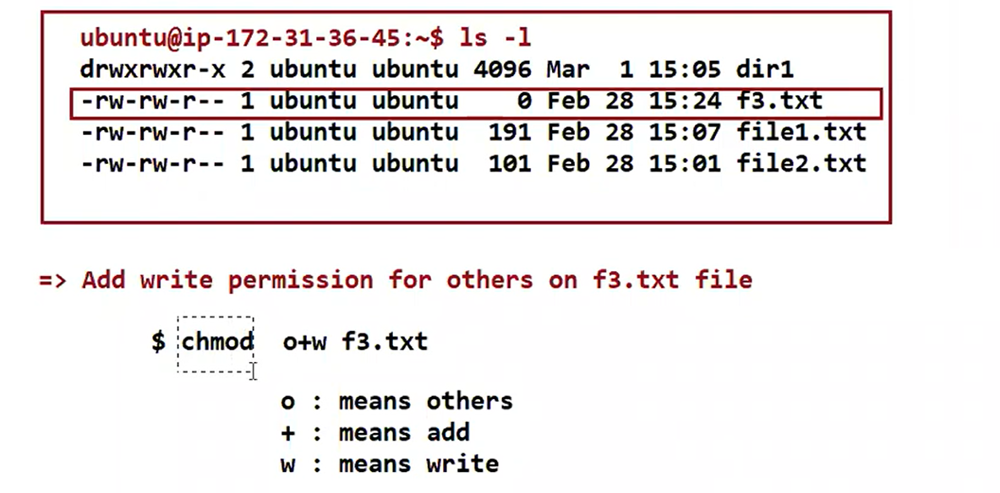 ubuntu@ip-172-31-36-45:~$ ls -l
drwxrwxr-x 2 ubuntu ubuntu 4096 Mar  1 15:05 dir1
-rw-rw-r-- 1 ubuntu ubuntu    0 Feb 28 15:24 f3.txt
-rw-rw-r-- 1 ubuntu ubuntu  191 Feb 28 15:07 file1.txt
-rw-rw-r-- 1 ubuntu ubuntu  101 Feb 28 15:01 file2.txt
=> Add write permission for others on f3.txt file
$ chmod  o+w f3.txt
o : means others
+ : means add
w : means write